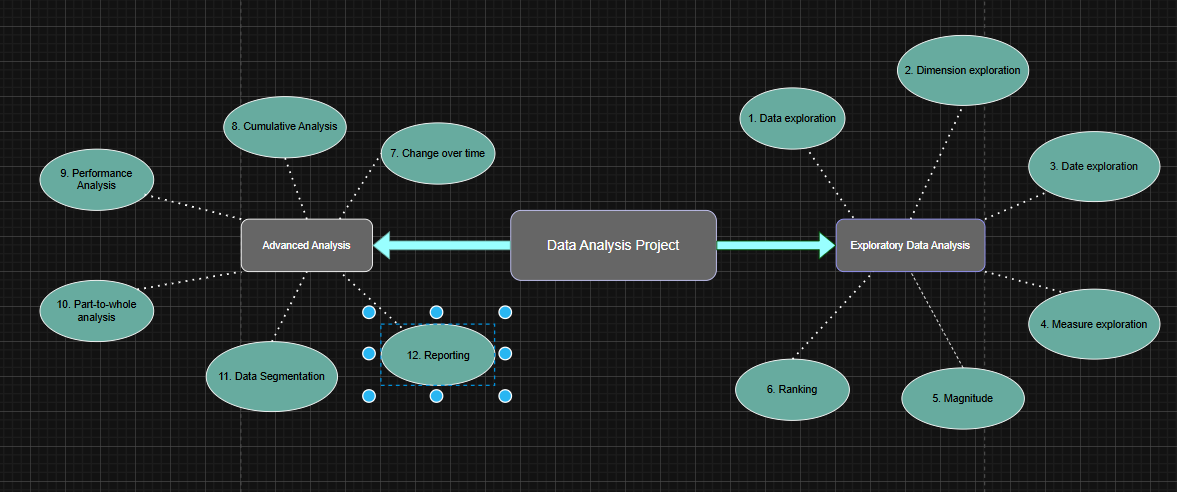 2. Dimension exploration
1. Data exploration
8. Cumulative Analysis
7. Change over time
3. Date exploration
9. Performance
Analysis
Advanced Analysis
Data Analysis Project
Exploratory Data Analysis
10. Part-to-whole
analysis
4. Measure exploration
12. Reporting
11. Data Segmentation
6. Ranking
5. Magnitude